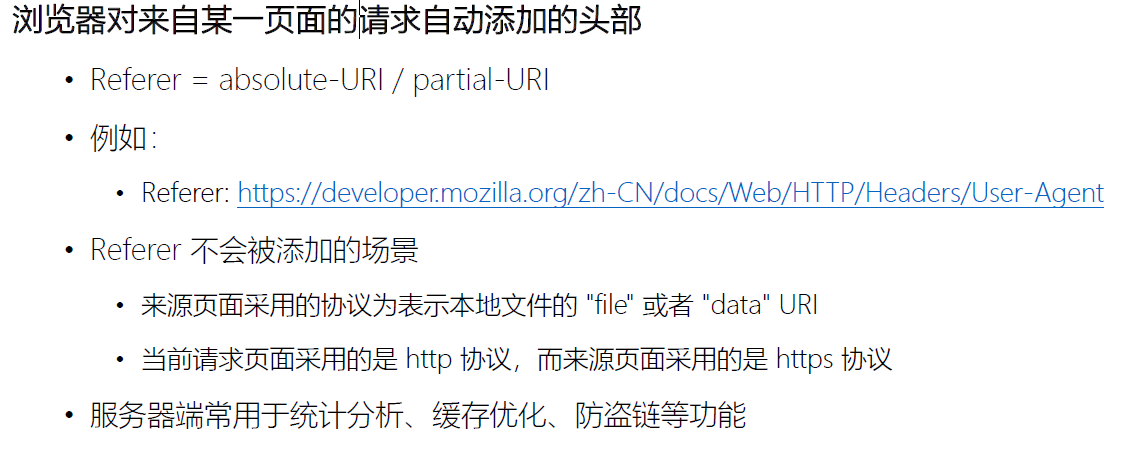 浏览器对来自某一页面的请求自动添加的头部
• Referer = absolute-URI / partial-URI
• 例如：
• Referer: https://developer.mozilla.org/zh-CN/docs/Web/HTTP/Headers/User-Agent
• Referer 不会被添加的场景
• 来源页面采用的协议为表示本地文件的 "file" 或者 "data" URI
• 当前请求页面采用的是 http 协议，而来源页面采用的是 https 协议
• 服务器端常用于统计分析、缓存优化、防盗链等功能